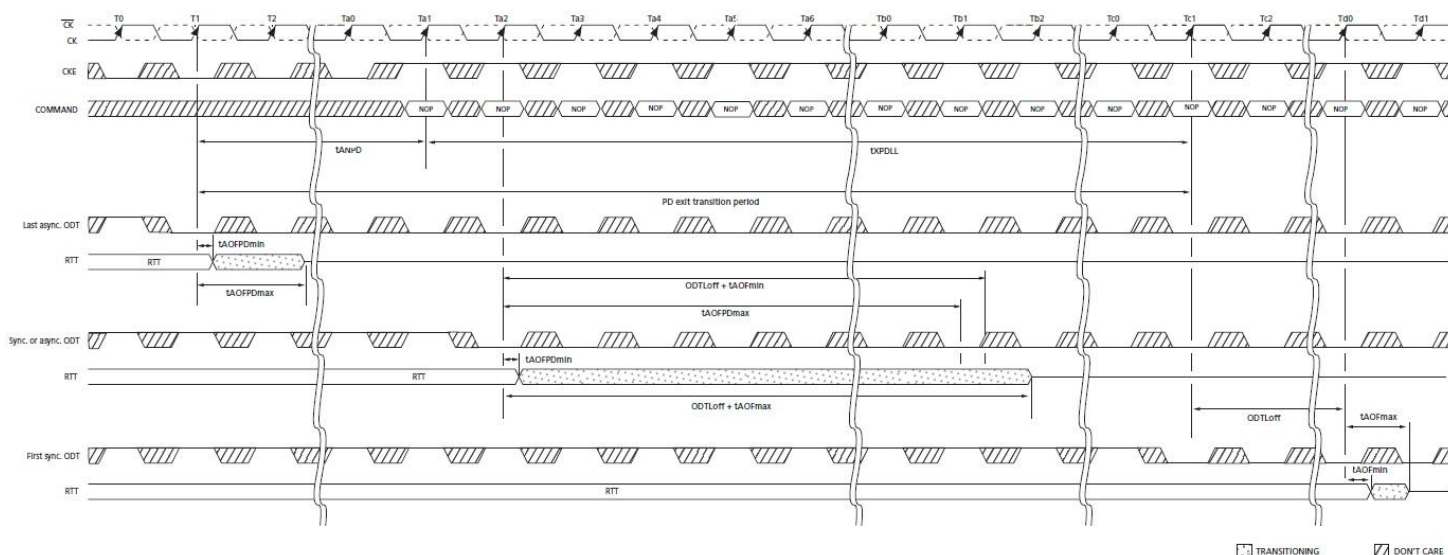 T0 T1 T2 Ta0 Ta1 Ta2 Ta3 Ta4 Ta5 Ta6 Tb0 Tb1 Tb2 Tc0 Tc1 Tc2 Td0 Td1
CK
CK
CKE
COMMAND NOP NOP NOP NOP NOP NOP NOP NOP NOP NOP NOP NOP NOP NOP
tANPD tXPDLL
PD exit transition period
Last async. ODT
tAOFPDmin
RTT RTT
tAOFPDmax
ODTLoff + tAOFmin
tAOFPDmax
Sync. or async. ODT
tAOFPDmin
RTT RTT
ODTLoff + tAOFmax
ODTLoff tAOFmax
First sync. ODT
tAOFmin
RTT RTT
TRANSITIONING DON'T CARE